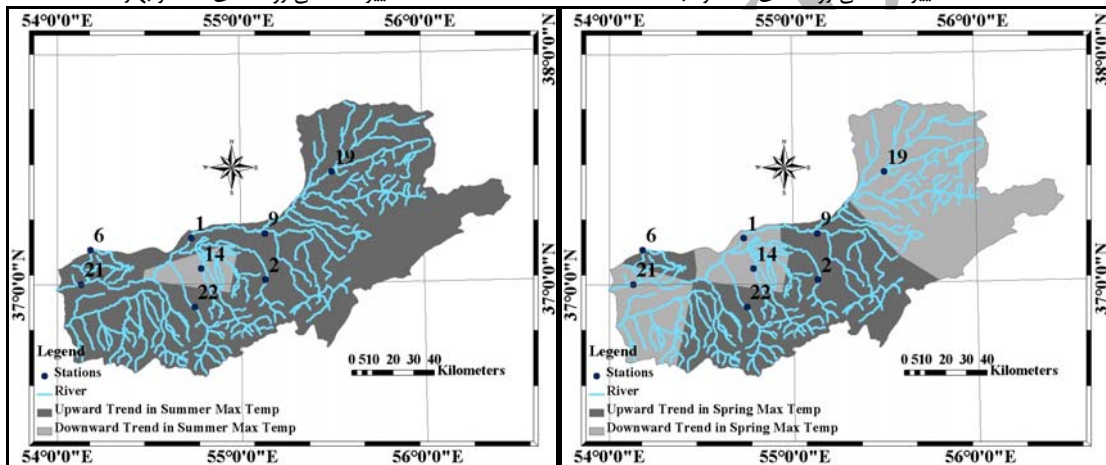 54°0'0"E 55°0'0"E 56°0'0"E
38°0'0"N
37°0'0"N
N
W E
S
19
6
1
9
21
14
2
22
Legend
Stations
River
Upward Trend in Summer Max Temp
Downward Trend in Summer Max Temp
0 510 20 30 40
Kilometers
54°0'0"E 55°0'0"E 56°0'0"E
54°0'0"E 55°0'0"E 56°0'0"E
38°0'0"N
37°0'0"N
N
W E
S
19
6
1
9
21
14
2
22
Legend
Stations
River
Upward Trend in Spring Max Temp
Downward Trend in Spring Max Temp
0 510 20 30 40
Kilometers
54°0'0"E 55°0'0"E 56°0'0"E